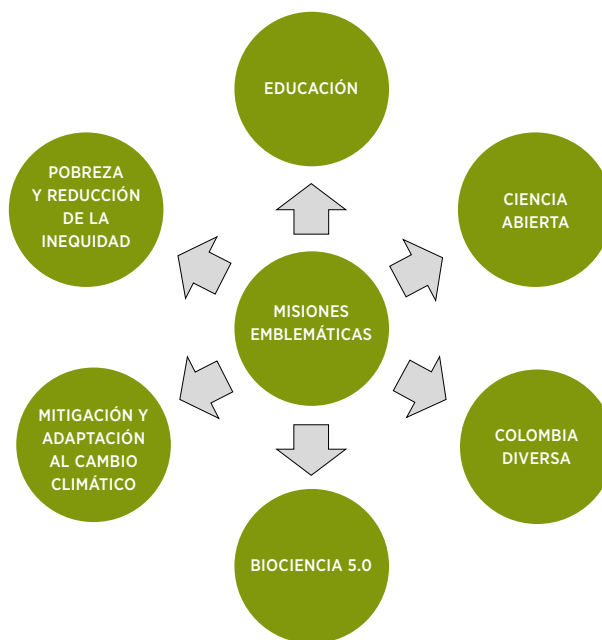 EDUCACIÓN
POBREZA
Y REDUCCIÓN
DE LA
INEQUIDAD
CIENCIA
ABIERTA
MISIONES
EMBLEMÁTICAS
MITIGACIÓN Y
ADAPTACIÓN
AL CAMBIO
CLIMÁTICO
COLOMBIA
DIVERSA
BIOCIENCIA 5.0